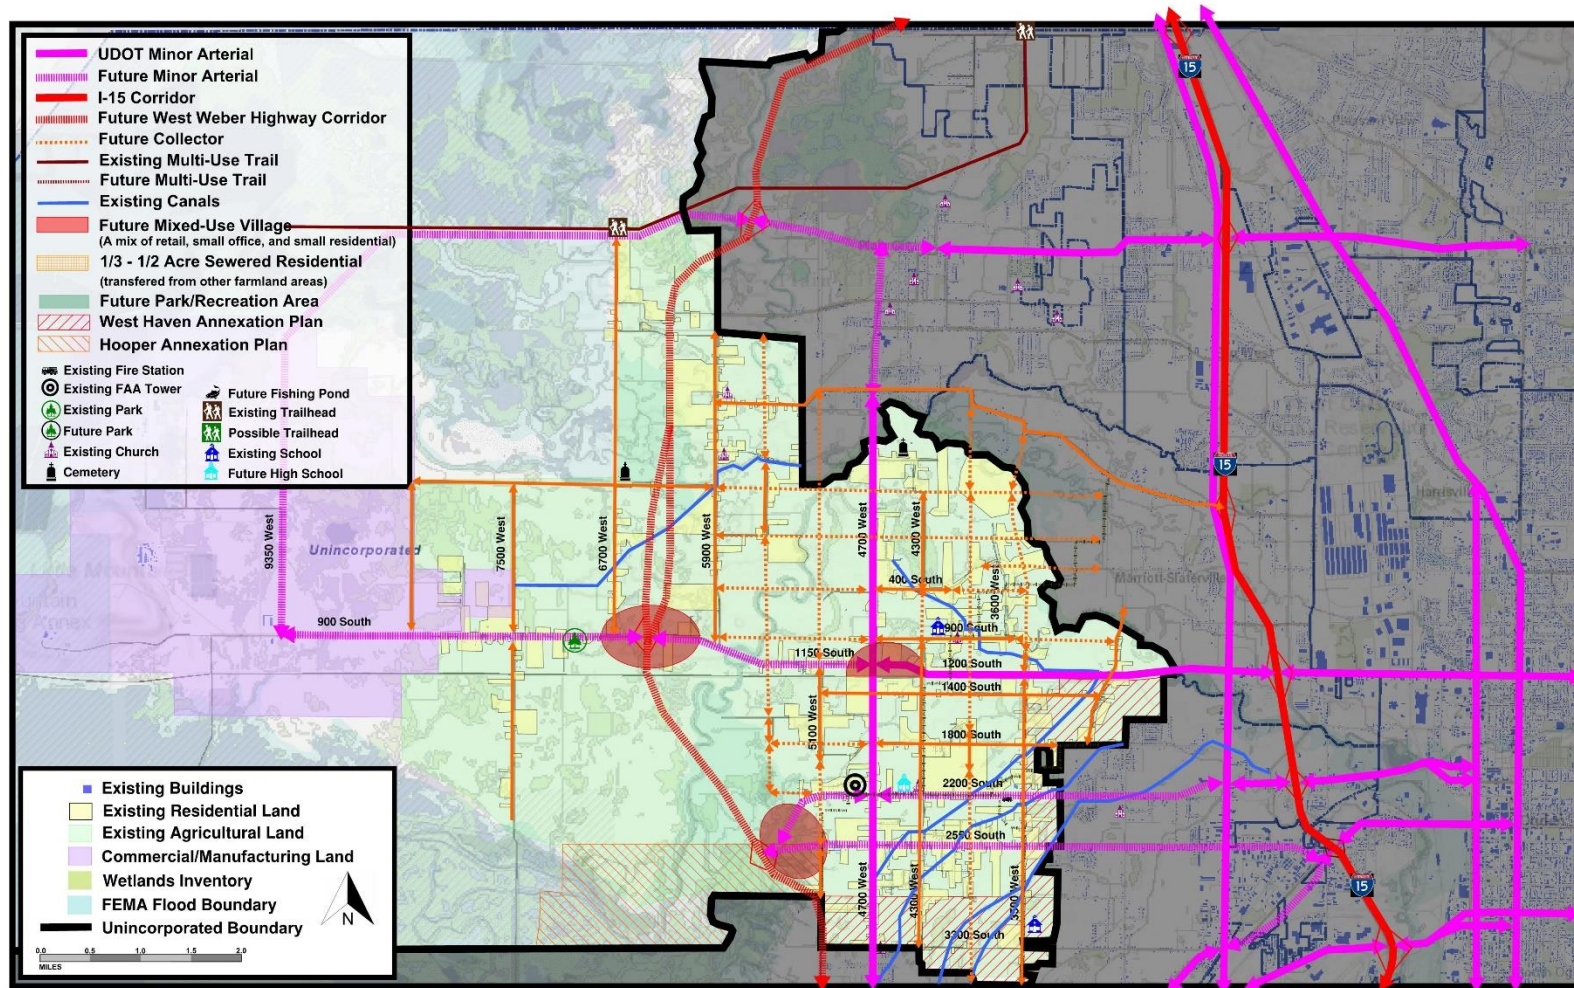 UDOT Minor Arterial
Future Minor Arterial
I-15 Corridor
Future West Weber Highway Corridor
Future Collector
Existing Multi-Use Trail
Future Multi-Use Trail
Existing Canals
Future Mixed-Use Village
(A mix of retail, small office, and small residential)
1/3 - 1/2 Acre Sewered Residential
(transfered from other farmland areas)
Future Park/Recreation Area
West Haven Annexation Plan
Hooper Annexation Plan
Existing Fire Station
Existing FAA Tower
Existing Park
Future Park
Existing Church
Cemetery
Future Fishing Pond
Existing Trailhead
Possible Trailhead
Existing School
Future High School
15
15
15
9350 West
Unincorporated
7500 West
6700 West
5900 West
4700 West
4300 West
400 South
3600 West
Marriott-Slaterville
900 South
900 South
1150 South
1200 South
1400 South
5100 West
1800 South
2200 South
2550 South
4700 West
4300 West
3500 West
3300 South
Existing Buildings
Existing Residential Land
Existing Agricultural Land
Commercial/Manufacturing Land
Wetlands Inventory
FEMA Flood Boundary
Unincorporated Boundary
N
0.0 0.5 1.0 1.5 2.0
MILES